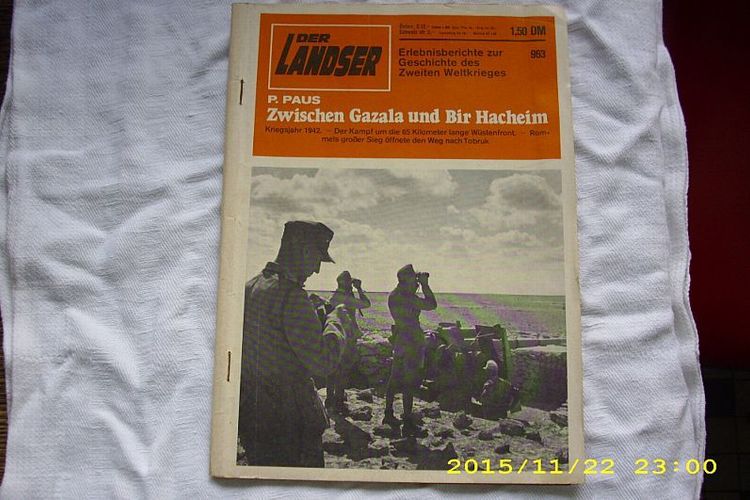 DER
LANDSER
1,50 DM
Erlebnisberichte zur
Geschichte des
Zweiten Weltkrieges
963
P. PAUS
Zwischen Gazala und Bir Hacheim
Kriegsjahr 1942. – Der Kampf um die 65 Kilometer lange Wüstenfront. – Rom-
mels großer Sieg öffnete den Weg nach Tobruk
2015/11/22 23:00